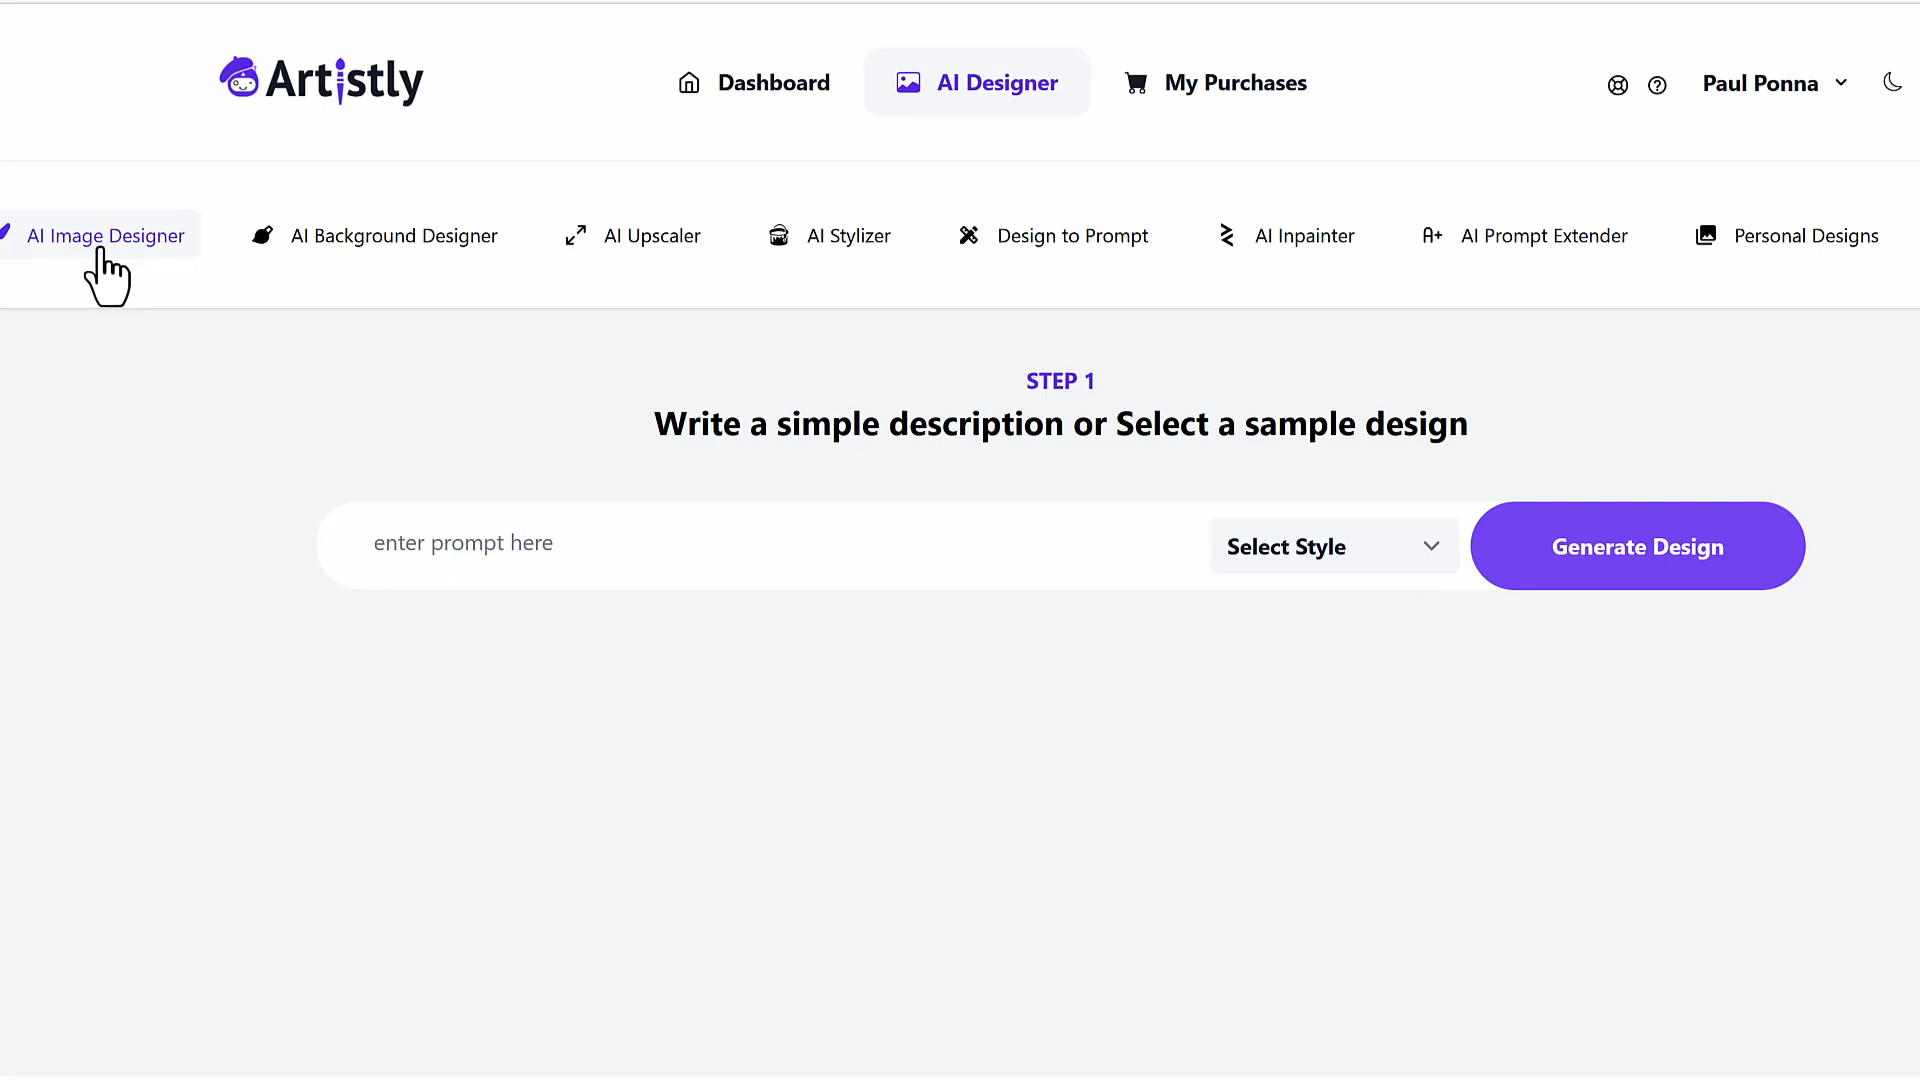 Artistly
Dashboard
AI Designer
My Purchases
Paul Ponna
AI Image Designer
AI Background Designer
AI Upscaler
AI Stylizer
Design to Prompt
AI Inpainter
A+ AI Prompt Extender
Personal Designs
STEP 1
Write a simple description or Select a sample design
enter prompt here
Select Style
Generate Design